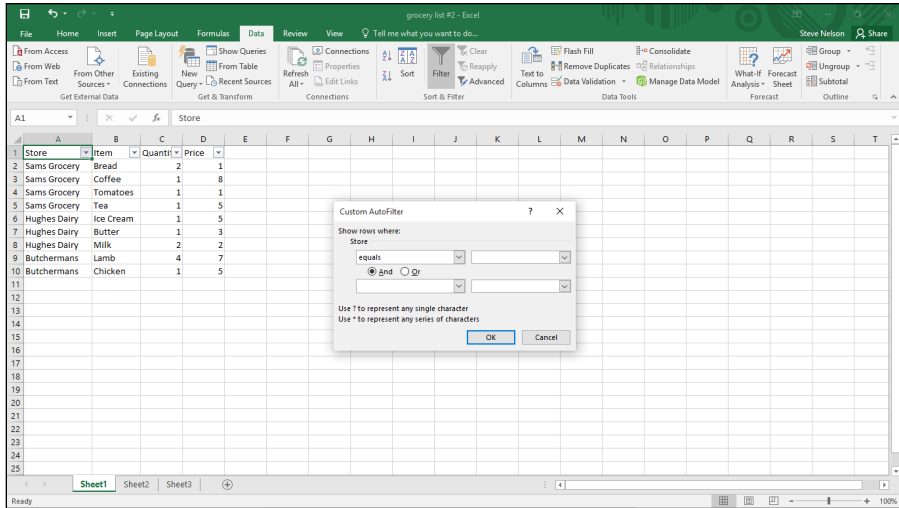 grocery list #2 - Excel
File Home Insert Page Layout Formulas Data Review View Tell me what you want to do... Steve Nelson Share
From Access
From Web
From Text
From Other Sources
Existing Connections
Get External Data
New Query
Show Queries
From Table
Recent Sources
Get & Transform
Refresh All
Connections
Properties
Edit Links
Connections
Sort
Filter
Clear
Reapply
Advanced
Sort & Filter
Text to Columns
Flash Fill
Remove Duplicates
Data Validation
Consolidate
Relationships
Manage Data Model
Data Tools
What-If Analysis
Forecast Sheet
Forecast
Group
Ungroup
Subtotal
Outline
A1 fx Store
A B C D E F G H I J K L M N O P Q R S T
1 Store Item Quantit Price
2 Sams Grocery Bread 2 1
3 Sams Grocery Coffee 1 8
4 Sams Grocery Tomatoes 1 1
5 Sams Grocery Tea 1 5
6 Hughes Dairy Ice Cream 1 5
7 Hughes Dairy Butter 1 3
8 Hughes Dairy Milk 2 2
9 Butchermans Lamb 4 7
10 Butchermans Chicken 1 5
11
12
13
14
15
16
17
18
19
20
21
22
23
24
25
Custom AutoFilter ?
Show rows where:
Store
equals
And Or
Use ? to represent any single character
Use * to represent any series of characters
OK Cancel
Sheet1 Sheet2 Sheet3
Ready 100%